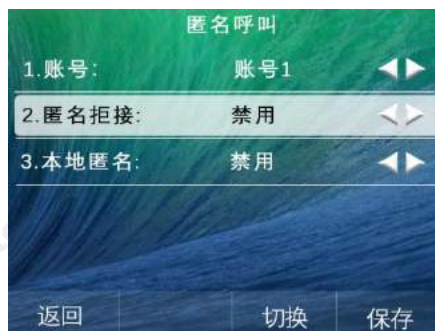 匿名呼叫
1.账号: 账号1
2.匿名拒接: 禁用
3.本地匿名: 禁用
返回 切换 保存